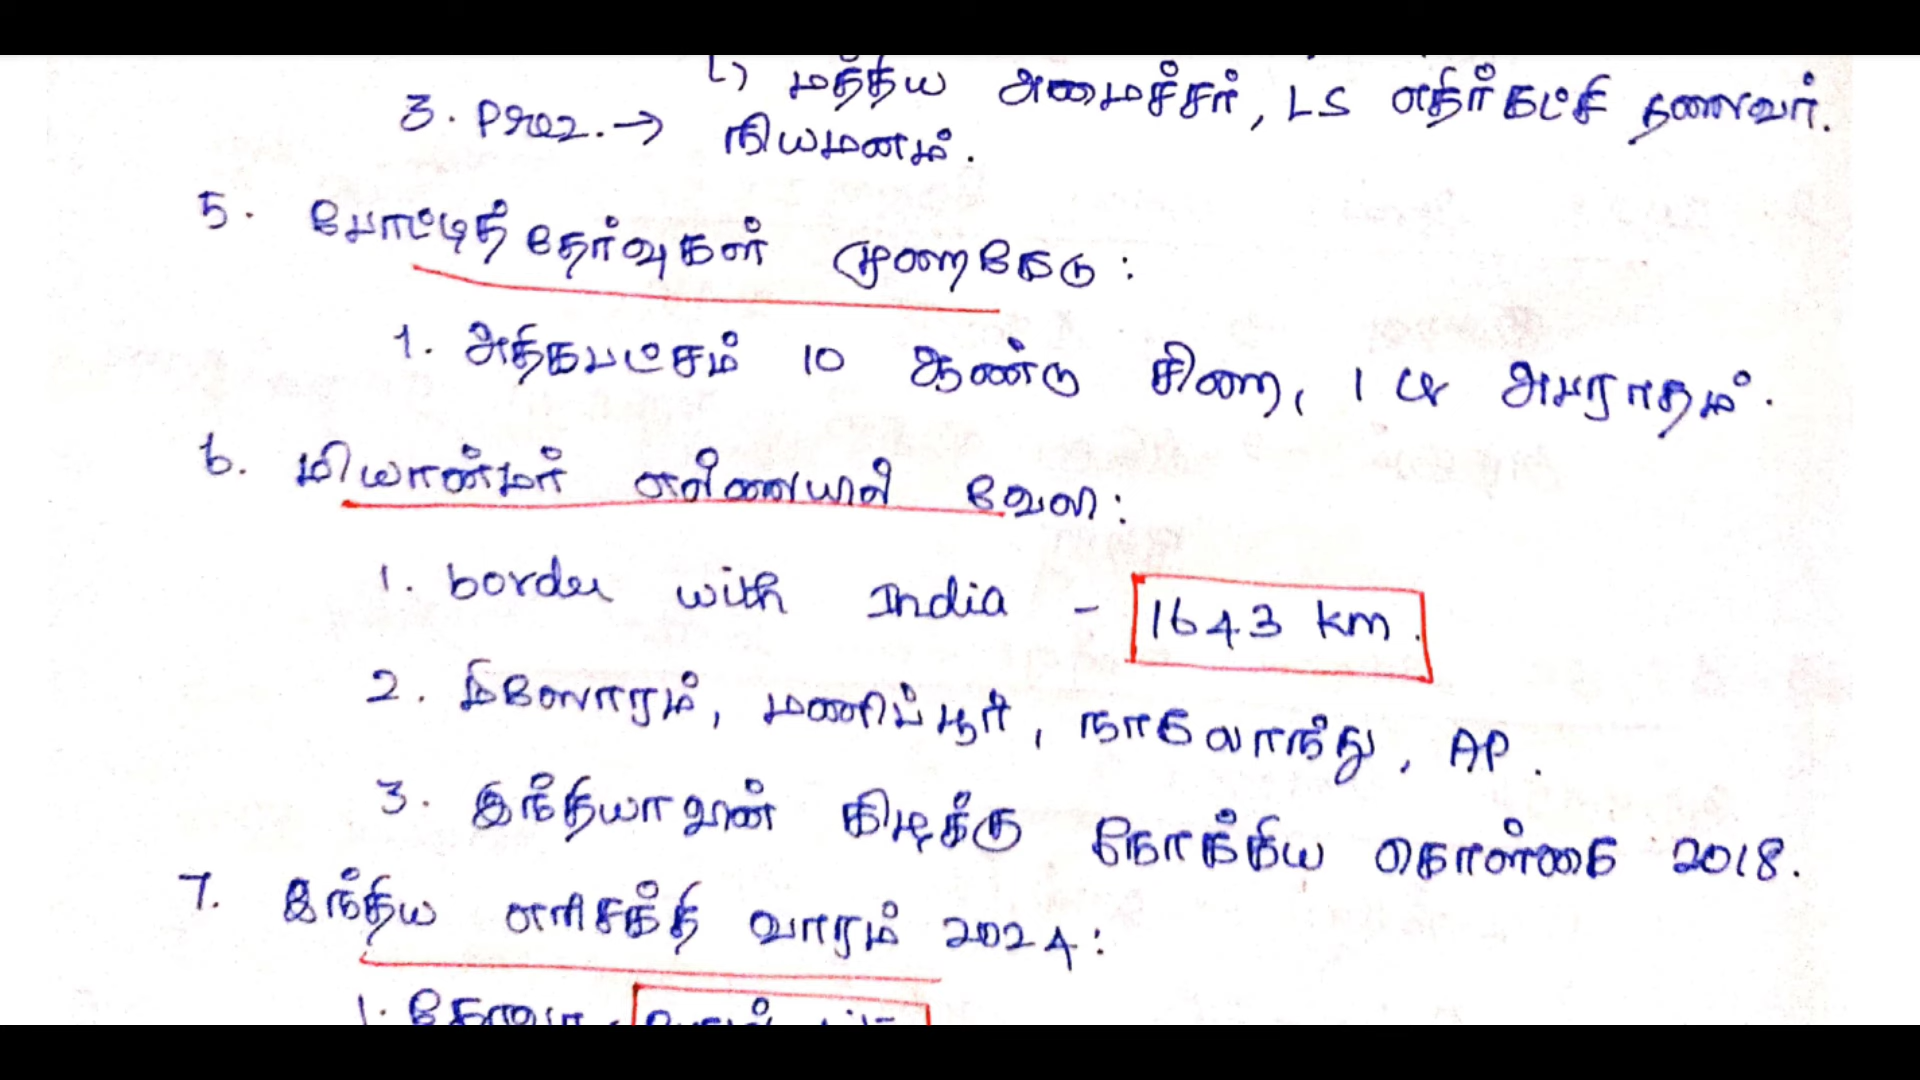 மத்திய அமைச்சர், LS எதிர்கட்சி தலைவர்.
3. Prez. → நியமனம்.
5. போட்டித் தேர்வுகள் முறைகேடு:
1. அதிகபட்சம் 10 ஆண்டு சிறை, 1 cr அபராதம்.
6. மியான்மர் எல்லையில் வேலி:
1. border with India - 1643 km.
2. மிசோரம், மணிப்பூர், நாகலாந்து, AP.
3. இந்தியாவின் கிழக்கு நோக்கிய கொள்கை 2018.
7. இந்திய எரிசக்தி வாரம் 2024:
1.